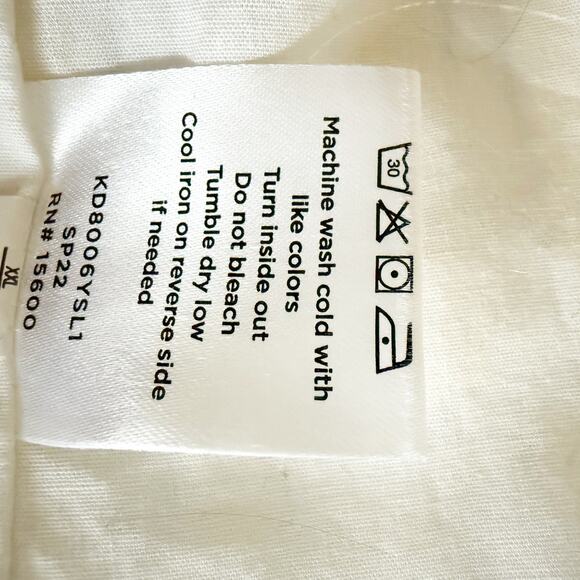 30
Machine wash cold with
like colors
Turn inside out
Do not bleach
Tumble dry low
Cool iron on reverse side
if needed
KD8006YSL1
SP22
RN# 15600
XXL